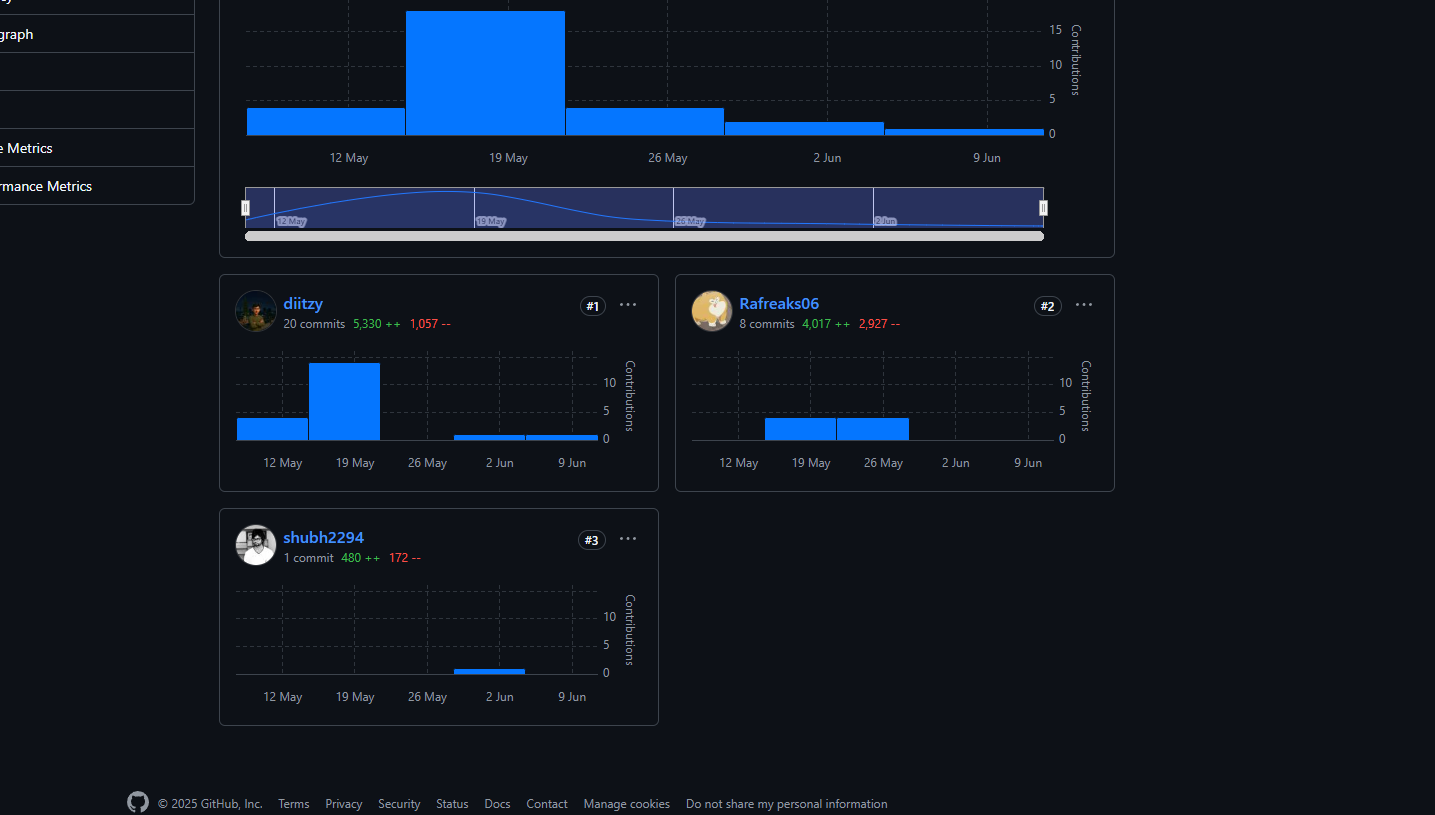 graph
e Metrics
rmance Metrics
15
10
5
0
Contributions
12 May 19 May 26 May 2 Jun 9 Jun
12 May 19 May 26 May 2 Jun
diitzy #1
20 commits 5,330 ++ 1,057 --
10
5
0
Contributions
12 May 19 May 26 May 2 Jun 9 Jun
Rafreaks06 #2
8 commits 4,017 ++ 2,927 --
10
5
0
Contributions
12 May 19 May 26 May 2 Jun 9 Jun
shubh2294 #3
1 commit 480 ++ 172 --
10
5
0
Contributions
12 May 19 May 26 May 2 Jun 9 Jun
© 2025 GitHub, Inc. Terms Privacy Security Status Docs Contact Manage cookies Do not share my personal information